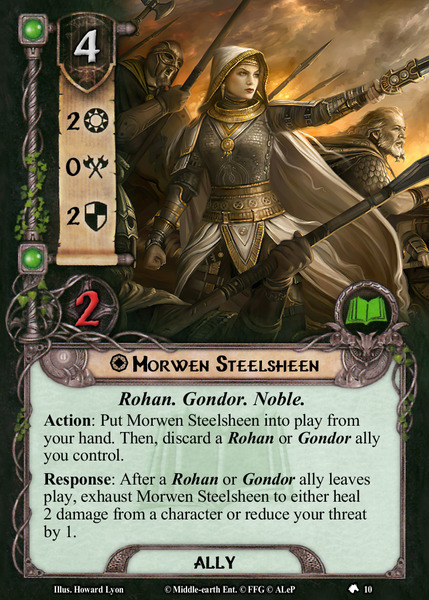 4
2
0
2
2
Morwen Steelsheen
Rohan. Gondor. Noble.
Action: Put Morwen Steelsheen into play from
your hand. Then, discard a Rohan or Gondor ally
you control.
Response: After a Rohan or Gondor ally leaves
play, exhaust Morwen Steelsheen to either heal
2 damage from a character or reduce your threat
by 1.
ALLY
Illus. Howard Lyon
© Middle-earth Ent. © FFG © ALeP
10